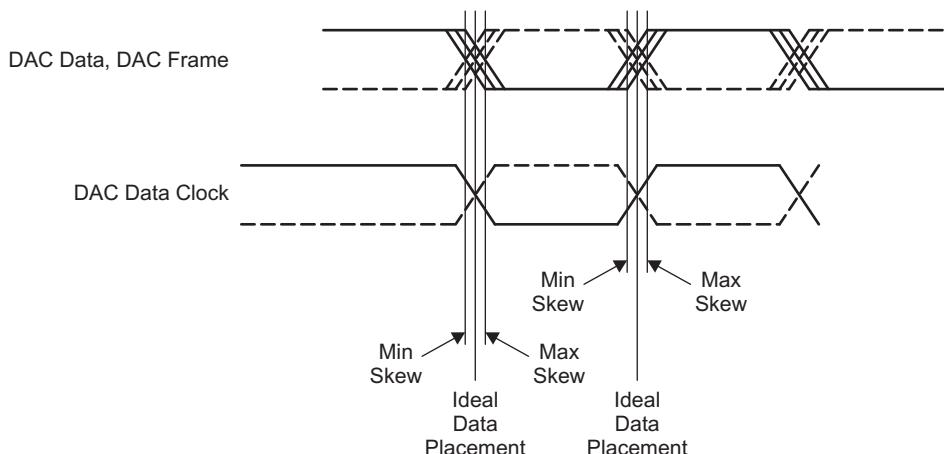 DAC Data, DAC Frame
DAC Data Clock
Min
Skew
Max
Skew
Min
Skew
Max
Skew
Ideal
Data
Placement
Ideal
Data
Placement